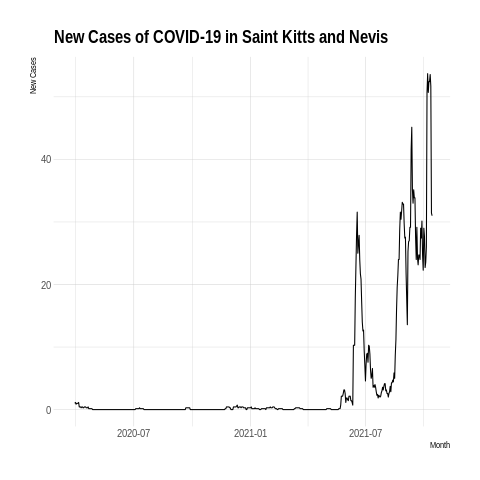 New Cases of COVID-19 in Saint Kitts and Nevis
New Cases
40
20
0
2020-07
2021-01
2021-07
Month